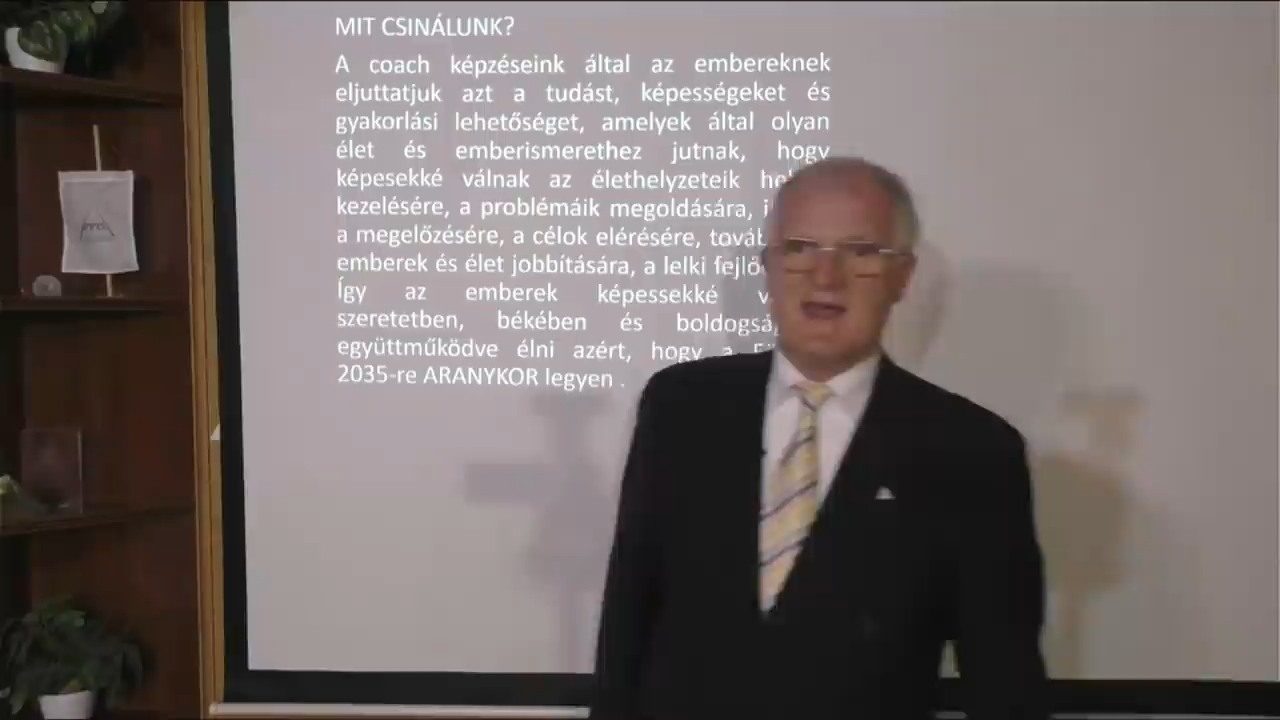 MIT CSINÁLUNK?
A coach képzéseink által az embereknek
eljuttatjuk azt a tudást, képességeket és
gyakorlási lehetőséget, amelyek által olyan
élet és emberismerethez jutnak, hogy
képesekké válnak az élethelyzeteik
kezelésére, a problémáik megoldására,
a megelőzésére, a célok elérésére,
emberek és élet jobbítására, a lelki
Így az emberek képessekké
szeretetben, békében és
együttműködve élni azért, hogy a
2035-re ARANYKOR legyen .